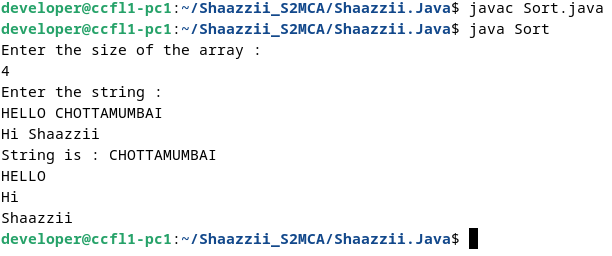 developer@ccfl1-pc1:~/Shaazzii_S2MCA/Shaazzii.Java$ javac Sort.java
developer@ccfl1-pc1:~/Shaazzii_S2MCA/Shaazzii.Java$ java Sort
Enter the size of the array :
4
Enter the string :
HELLO CHOTTAMUMBAI
Hi Shaazzii
String is : CHOTTAMUMBAI
HELLO
Hi
Shaazzii
developer@ccfl1-pc1:~/Shaazzii_S2MCA/Shaazzii.Java$